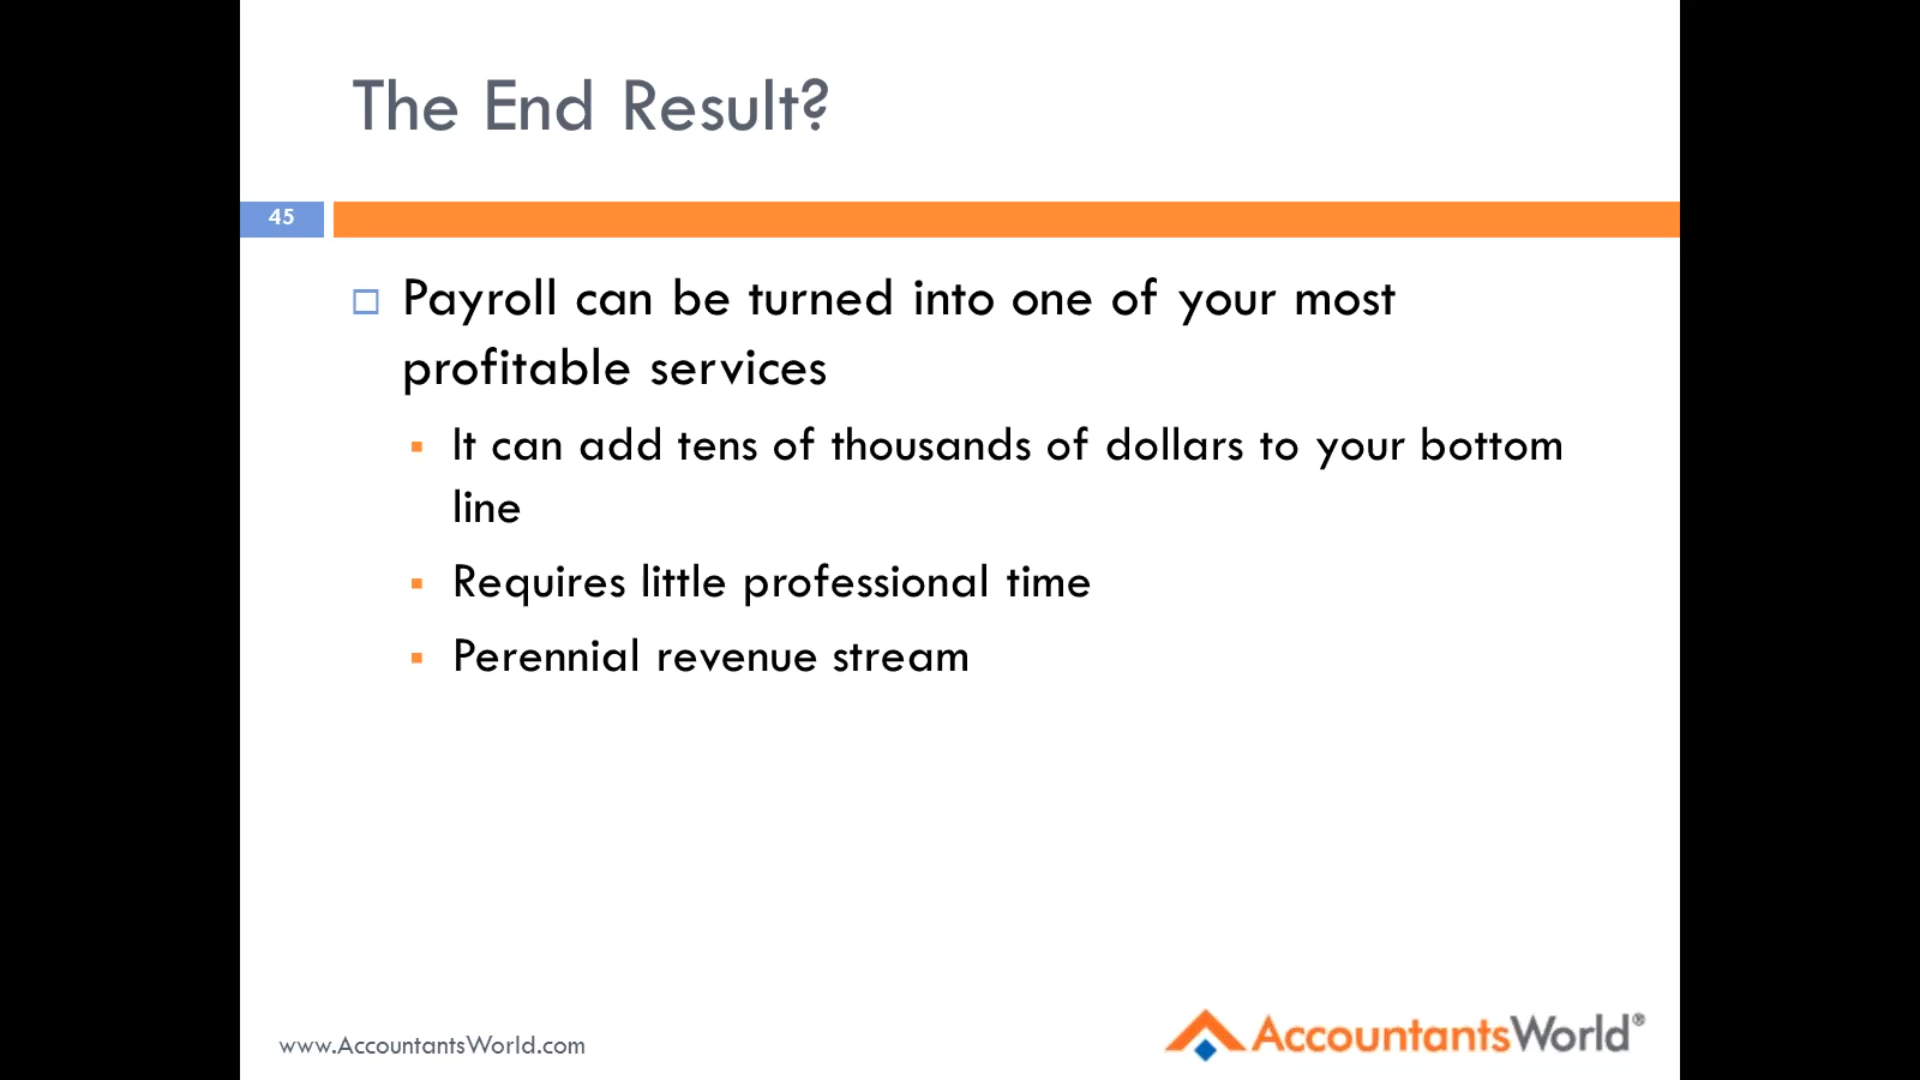 The End Result?
45
Payroll can be turned into one of your most
profitable services
It can add tens of thousands of dollars to your bottom
line
Requires little professional time
Perennial revenue stream
www.AccountantsWorld.com
AccountantsWorld®